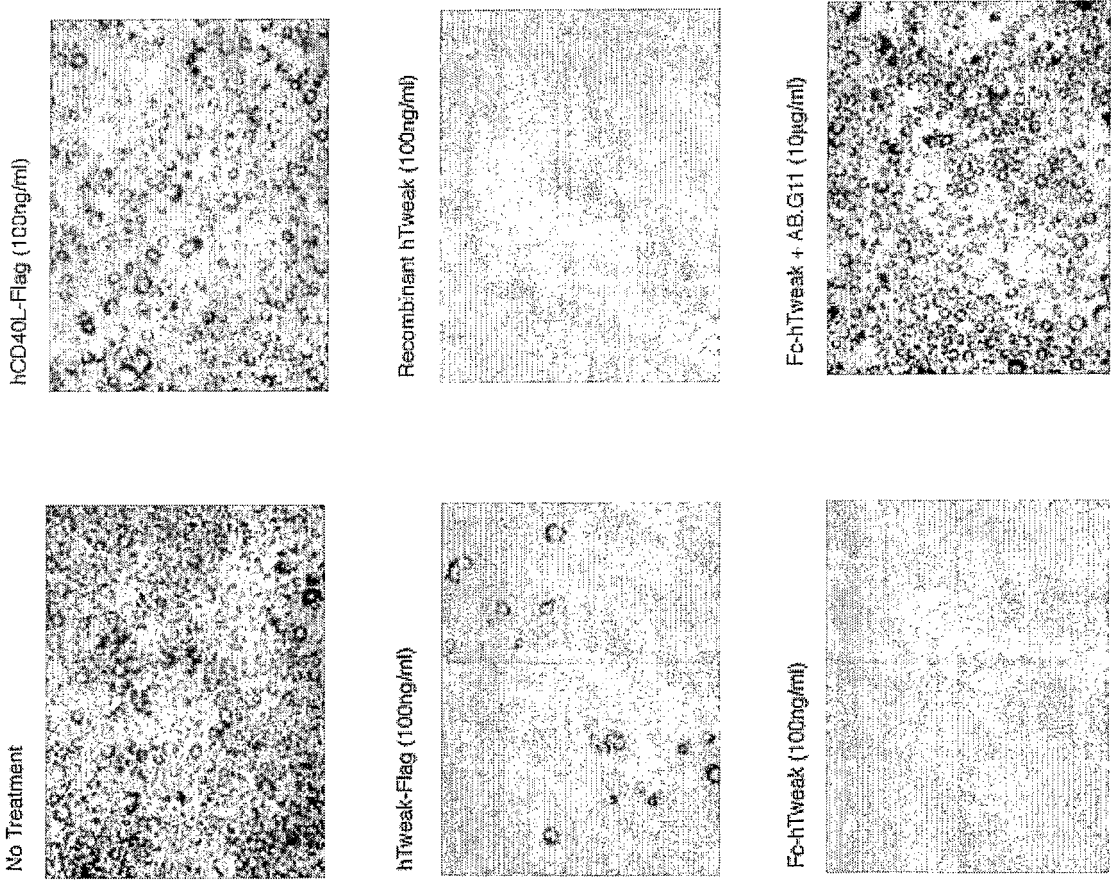 No Treatment
hCD40L-Flag (100ng/ml)
hTweak-Flag (100ng/ml)
Recombinant hTweak (100ng/ml)
Fc-hTweak (100ng/ml)
Fc-hTweak + AB.G11 (10µg/ml)